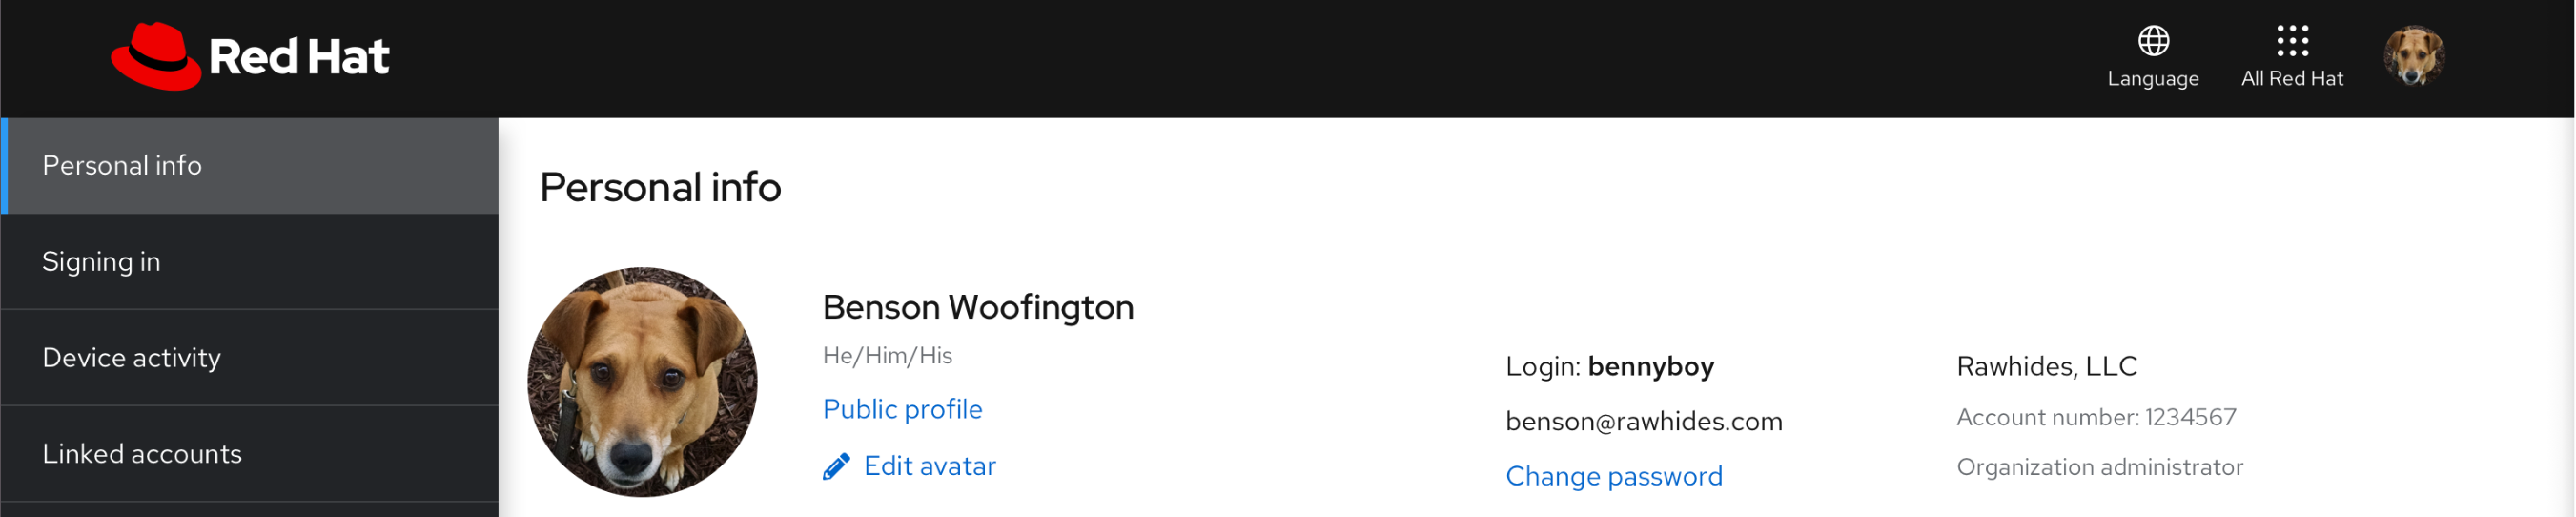 Red Hat
Language
All Red Hat
Personal info
Signing in
Device activity
Linked accounts
Personal info
Benson Woofington
He/Him/His
Public profile
Edit avatar
Login: bennyboy
benson@rawhides.com
Change password
Rawhides, LLC
Account number: 1234567
Organization administrator